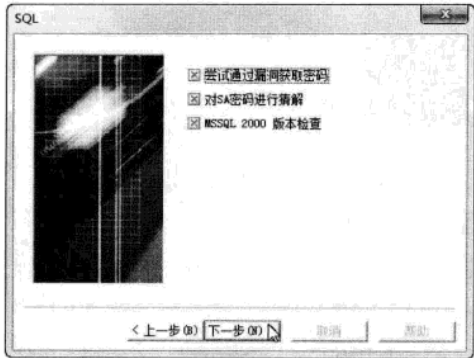 SQL
尝试通过漏洞获取密码
对SA密码进行猜解
MSSQL 2000 版本检查
< 上一步(B)
下一步(N)
取消
帮助